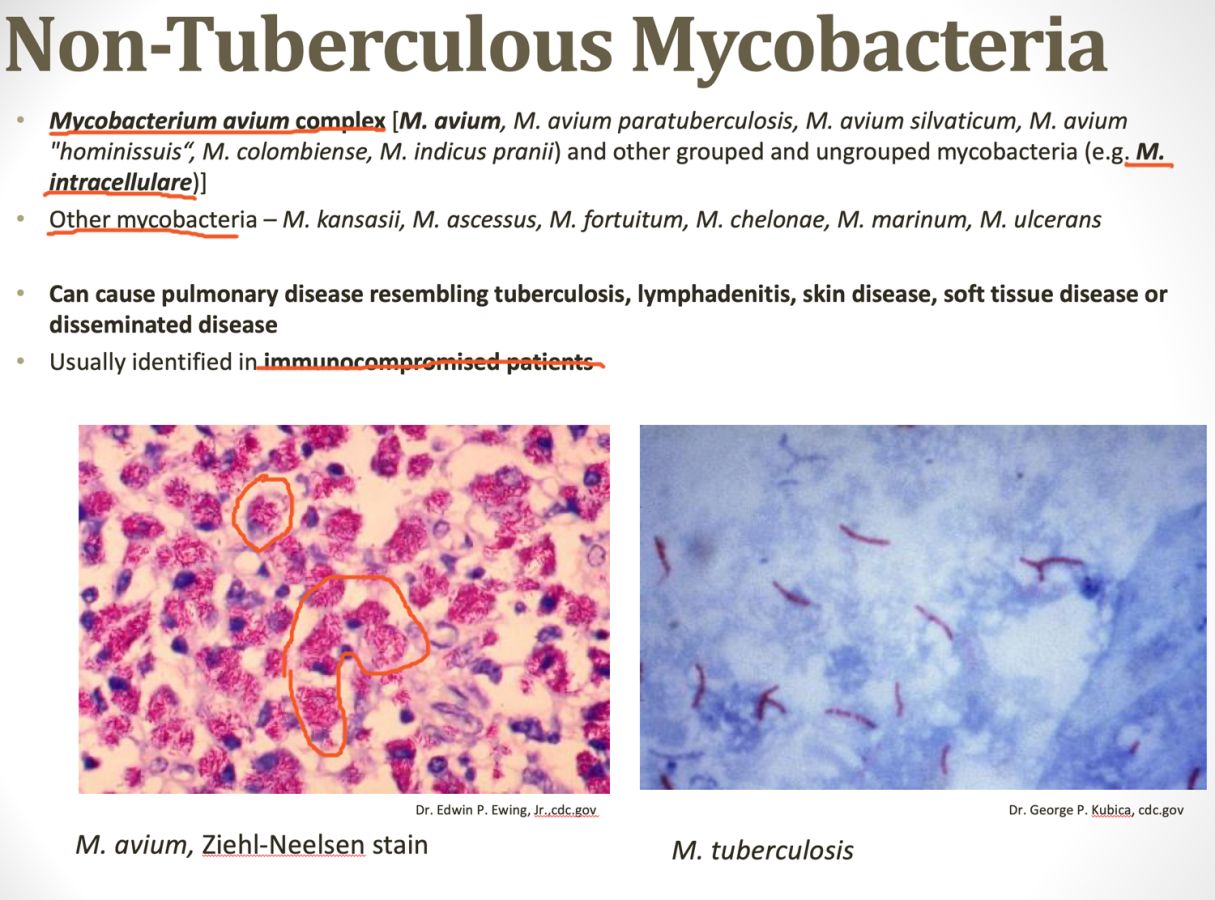 Non-Tuberculous Mycobacteria
• Mycobacterium avium complex [M. avium, M. avium paratuberculosis, M. avium silvaticum, M. avium
"hominissuis“, M. colombiense, M. indicus pranii) and other grouped and ungrouped mycobacteria (e.g. M.
intracellulare)]
• Other mycobacteria – M. kansasii, M. ascessus, M. fortuitum, M. chelonae, M. marinum, M. ulcerans
• Can cause pulmonary disease resembling tuberculosis, lymphadenitis, skin disease, soft tissue disease or
disseminated disease
• Usually identified in immunocompromised patients
Dr. Edwin P. Ewing, Jr.,cdc.gov
Dr. George P. Kubica, cdc.gov
M. avium, Ziehl-Neelsen stain
M. tuberculosis